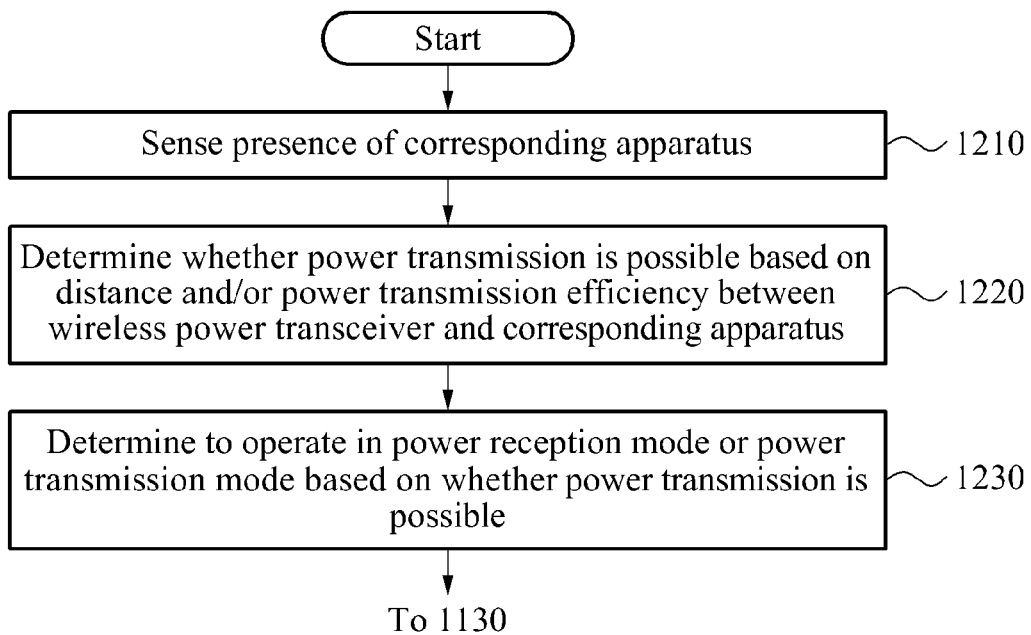 Start
Sense presence of corresponding apparatus
1210
Determine whether power transmission is possible based on
distance and/or power transmission efficiency between
wireless power transceiver and corresponding apparatus
1220
Determine to operate in power reception mode or power
transmission mode based on whether power transmission is
possible
1230
To 1130